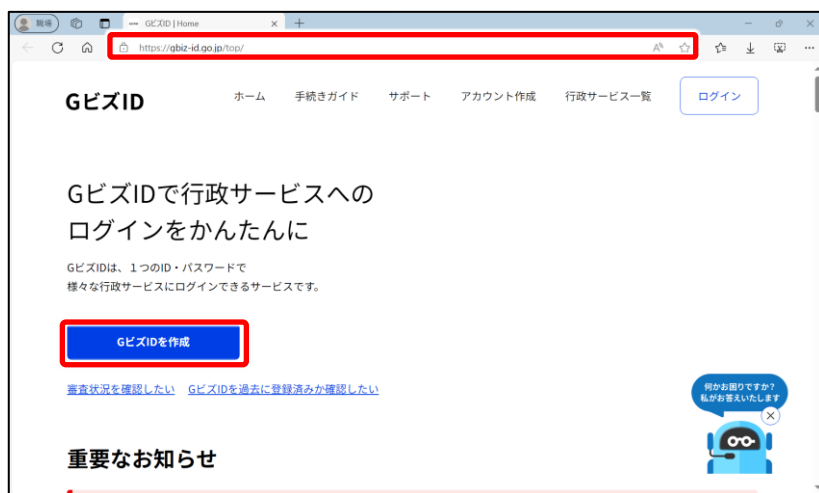 職場
GビズID | Home
https://gbiz-id.go.jp/top/
GビズID
ホーム 手続きガイド サポート アカウント作成 行政サービス一覧 ログイン
GビズIDで行政サービスへの
ログインをかんたんに
GビズIDは、１つのID・パスワードで
様々な行政サービスにログインできるサービスです。
GビズIDを作成
審査状況を確認したい GビズIDを過去に登録済みか確認したい
何かお困りですか?
私がお答えいたします
重要なお知らせ